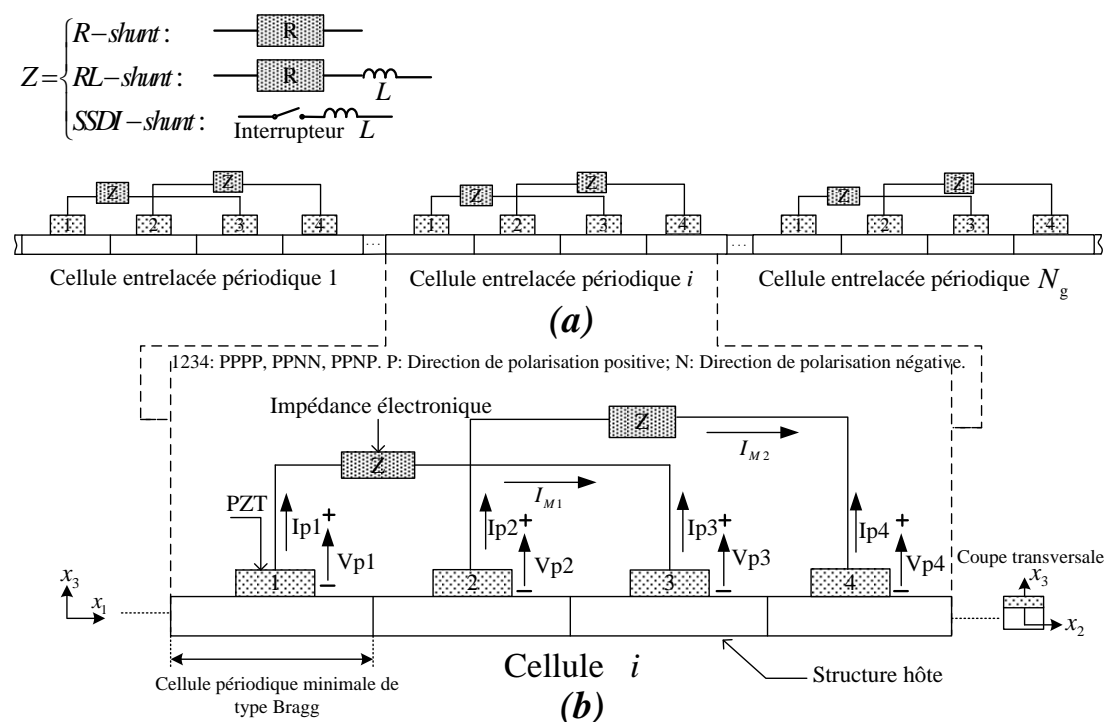 Z=
R-shunt:
R
RL-shunt:
R
L
SSDI-shunt:
Interrupteur
L
Z
Z
Z
Z
Z
Z
1 2 3 4 ... 1 2 3 4 ... 1 2 3 4
Cellule entrelacée périodique 1
Cellule entrelacée périodique i
Cellule entrelacée périodique Ng
(a)
1234: PPPP, PPNN, PPNP. P: Direction de polarisation positive; N: Direction de polarisation négative.
Impédance électronique
Z
I_M2
Z
I_M1
PZT
Ip1
+
Vp1
−
Ip2
+
Vp2
−
Ip3
+
Vp3
−
Ip4
+
Vp4
−
1 2 3 4
x3
x1
Coupe transversale
x3
x2
Cellule périodique minimale de
type Bragg
Cellule i
Structure hôte
(b)